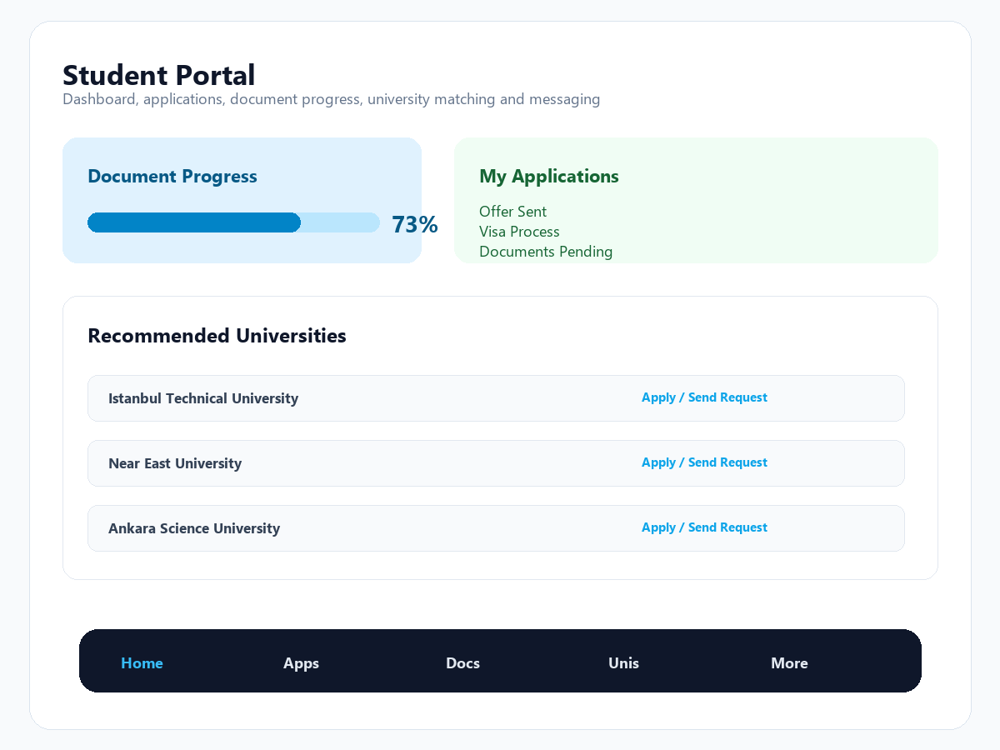 Student Portal
Dashboard, applications, document progress, university matching and messaging
Document Progress
73%
My Applications
Offer Sent
Visa Process
Documents Pending
Recommended Universities
Istanbul Technical University
Apply / Send Request
Near East University
Apply / Send Request
Ankara Science University
Apply / Send Request
Home
Apps
Docs
Unis
More